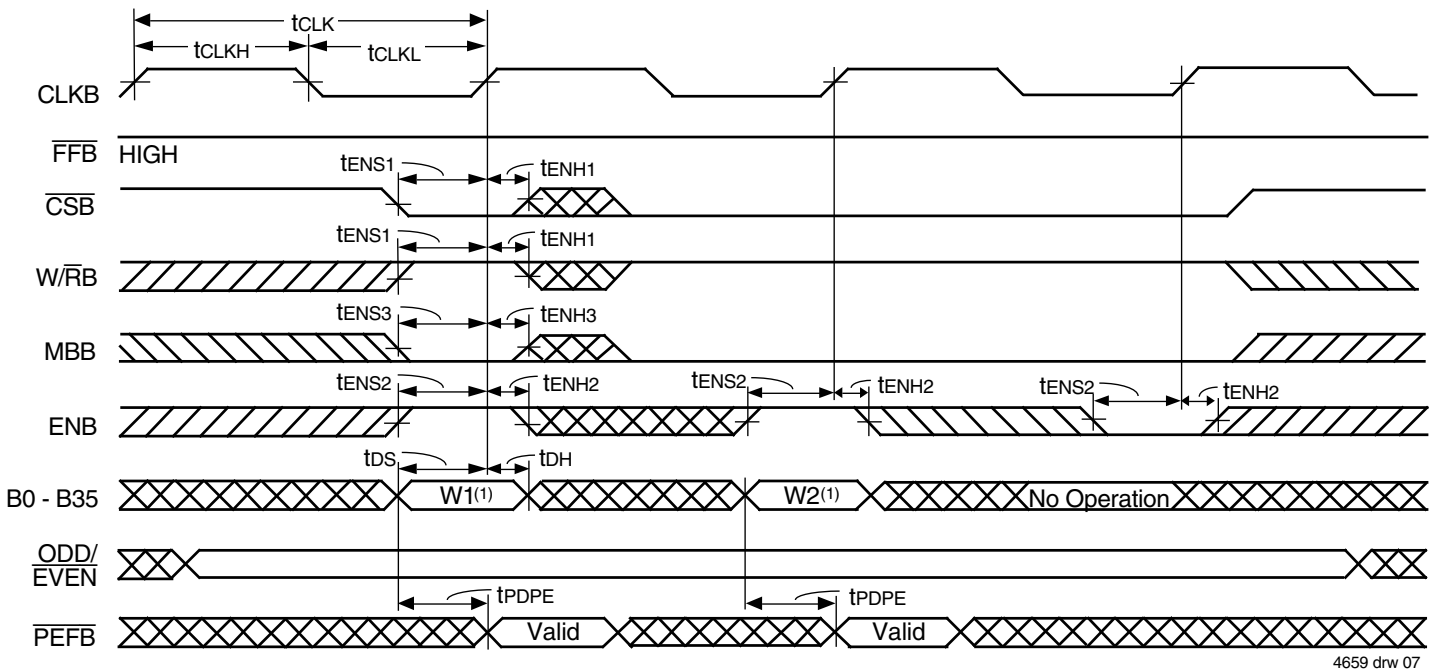 tCLK
tCLKH tCLKL
CLKB
FFB HIGH
tENS1 tENH1
CSB
tENS1 tENH1
W/RB
tENS3 tENH3
MBB
tENS2 tENH2 tENS2 tENH2 tENS2 tENH2
ENB
tDS tDH
B0 - B35 W1(1) W2(1) No Operation
ODD/
EVEN
tPDPE tPDPE
PEFB Valid Valid
4659 drw 07